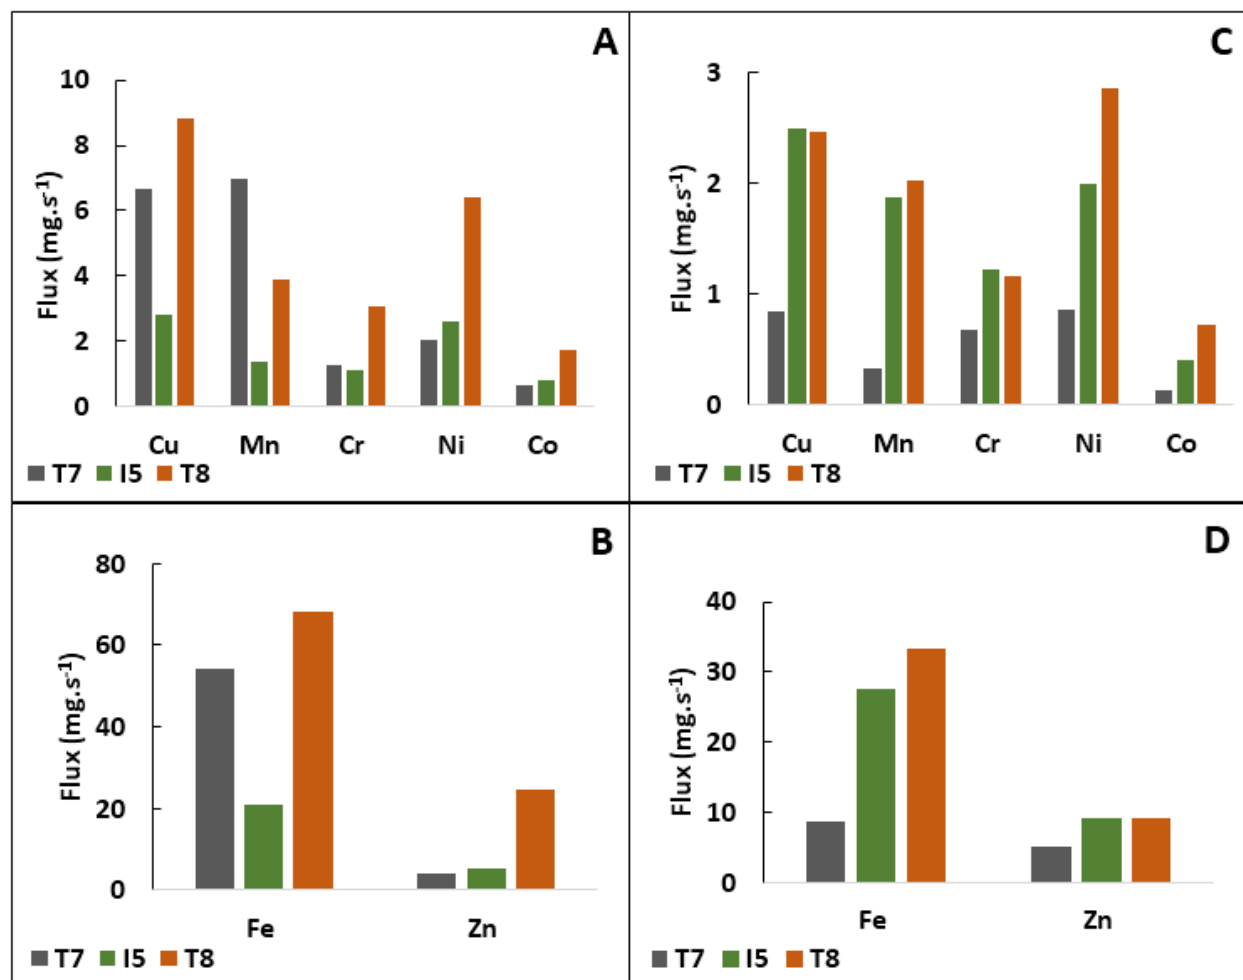 A
Flux (mg.s-1)
10
8
6
4
2
0
Cu Mn Cr Ni Co
T7 I5 T8
C
Flux (mg.s-1)
3
2
1
0
Cu Mn Cr Ni Co
T7 I5 T8
B
Flux (mg.s-1)
80
60
40
20
0
Fe Zn
T7 I5 T8
D
Flux (mg.s-1)
40
30
20
10
0
Fe Zn
T7 I5 T8